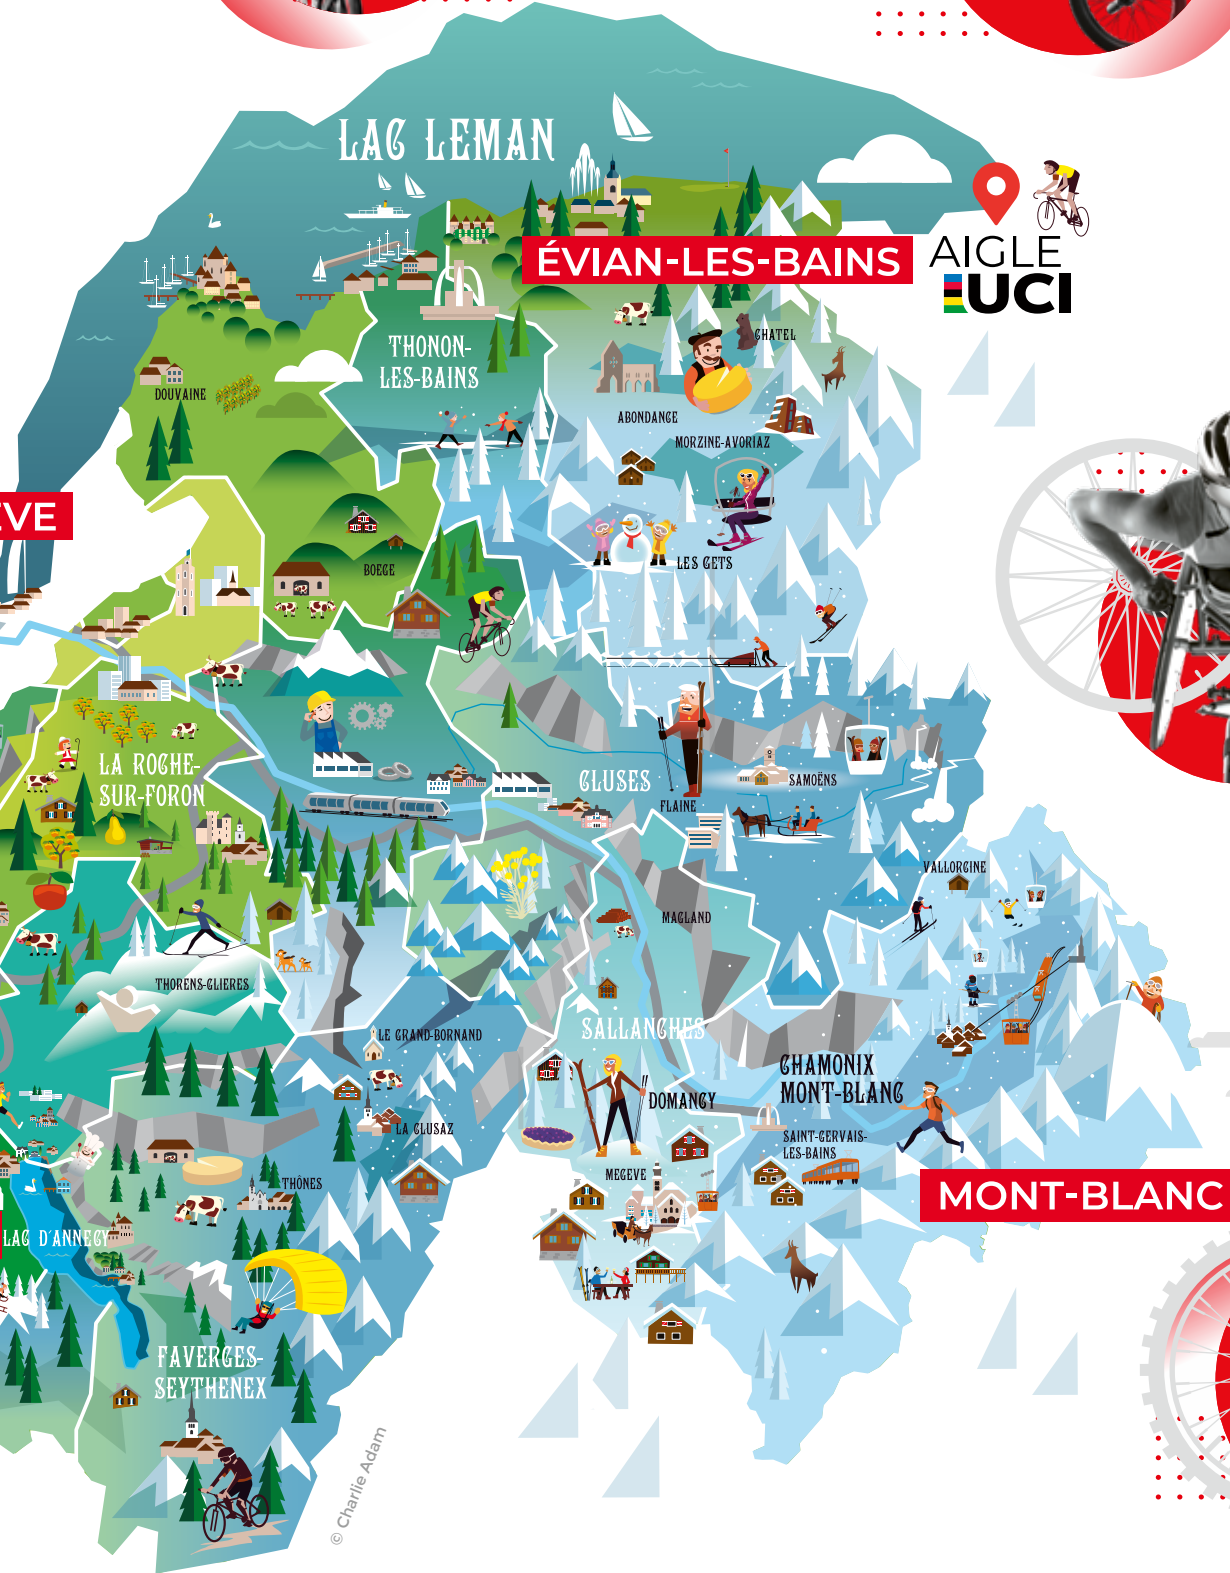 LAC LEMAN
ÉVIAN-LES-BAINS
AIGLE
UCI
THONON-
LES-BAINS
CHATEL
DOUVAINE
ABONDANCE
MORZINE-AVORIAZ
ÈVE
LES GETS
BOEGE
LA ROCHE-
SUR-FORON
CLUSES
SAMOËNS
FLAINE
VALLORCINE
MAGLAND
THORENS-GLIERES
LE GRAND-BORNAND
SALLANCHES
CHAMONIX
MONT-BLANC
DOMANCY
LA CLUSAZ
SAINT-GERVAIS-
LES-BAINS
MEGEVE
THÔNES
MONT-BLANC
LAC D'ANNECY
FAVERGES-
SEYTHENEX
© Charlie Adam